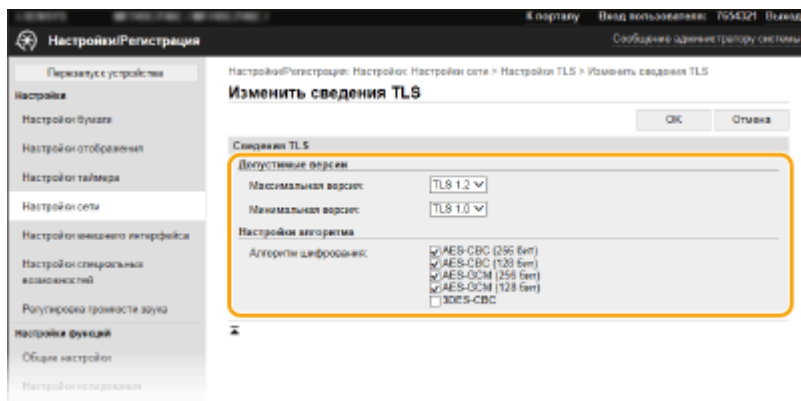 К порталу Вход пользователя: 7654321 Выход
Настройки/Регистрация
Сообщение администратору системы
Перезапуск устройства
Настройки/Регистрация: Настройки: Настройки сети > Настройки TLS > Изменить сведения TLS
Настройки
Изменить сведения TLS
Настройки бумаги
OK Отмена
Настройки отображения
Сведения TLS
Допустимые версии
Настройки таймера
Максимальная версия: TLS 1.2
Настройки сети
Минимальная версия: TLS 1.0
Настройки внешнего интерфейса
Настройки алгоритма
Алгоритм шифрования: AES-CBC (256 бит)
AES-CBC (128 бит)
AES-GCM (256 бит)
AES-GCM (128 бит)
3DES-CBC
Настройки специальных
возможностей
Регулировка громкости звука
Настройки функций
Общие настройки
Настройки копирования